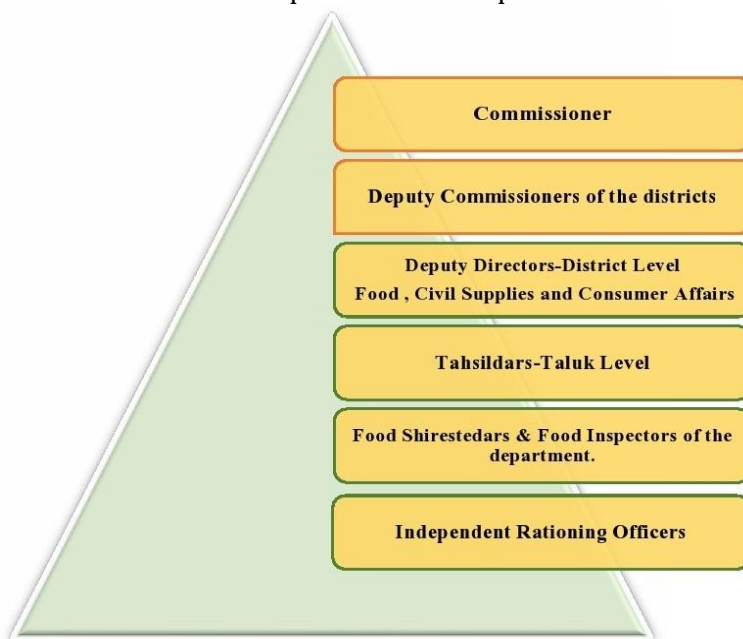 Commissioner
Deputy Commissioners of the districts
Deputy Directors-District Level
Food , Civil Supplies and Consumer Affairs
Tahsildars-Taluk Level
Food Shirestedars & Food Inspectors of the
department.
Independent Rationing Officers